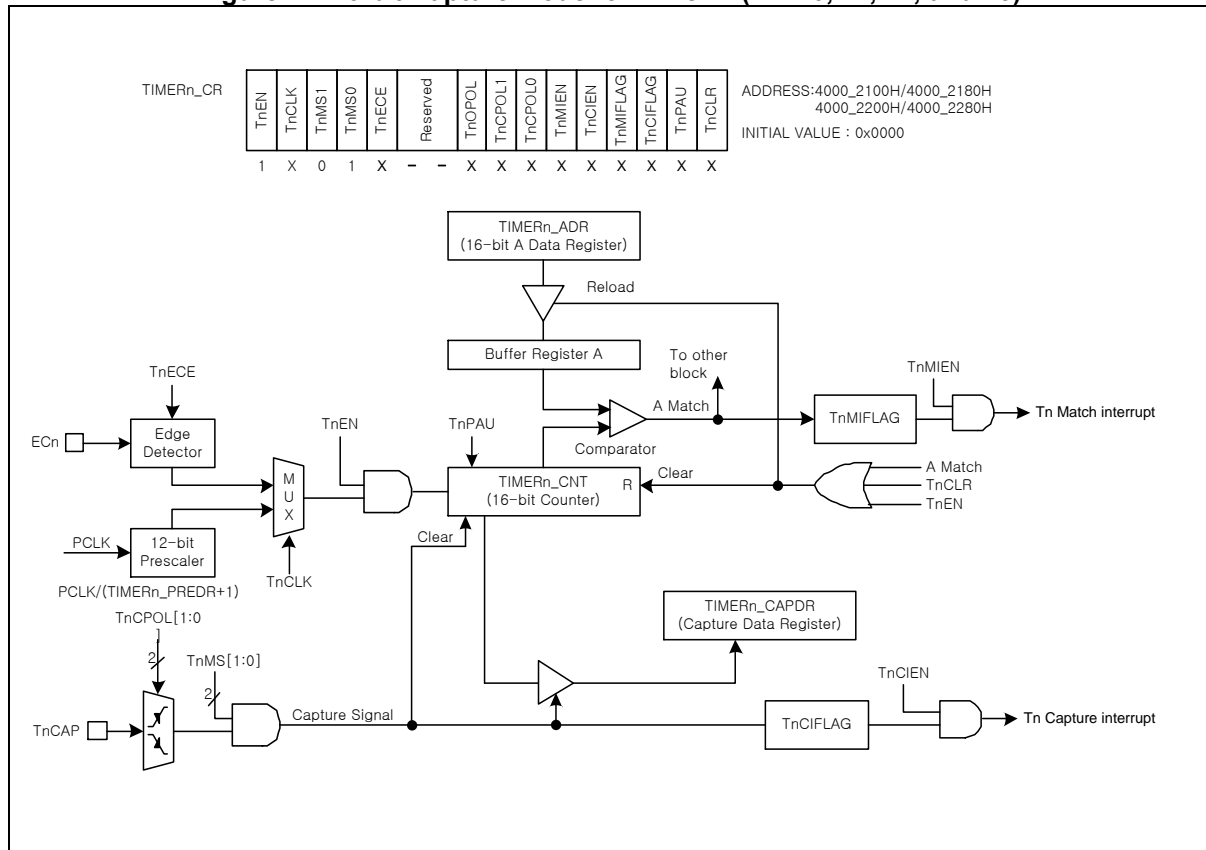 TIMERn_CR
TnEN
TnCLK
TnMS1
TnMS0
TnECE
Reserved
TnOPOL
TnCPOL1
TnCPOL0
TnMIEN
TnCIEN
TnMIFLAG
TnCIFLAG
TnPAU
TnCLR
ADDRESS:4000_2100H/4000_2180H
4000_2200H/4000_2280H
INITIAL VALUE : 0x0000
1 X 0 1 X - - X X X X X X X X X
TIMERn_ADR
(16-bit A Data Register)
Reload
Buffer Register A
To other
block
TnECE
TnMIEN
A Match
TnMIFLAG
Tn Match interrupt
ECn
Edge
Detector
TnEN
TnPAU
Comparator
M
U
X
TIMERn_CNT
(16-bit Counter)
R
Clear
A Match
TnCLR
TnEN
PCLK
12-bit
Prescaler
Clear
TnCLK
PCLK/(TIMERn_PREDR+1)
TnCPOL[1:0
]
TIMERn_CAPDR
(Capture Data Register)
2
TnMS[1:0]
2
TnCIEN
Capture Signal
TnCAP
TnCIFLAG
Tn Capture interrupt